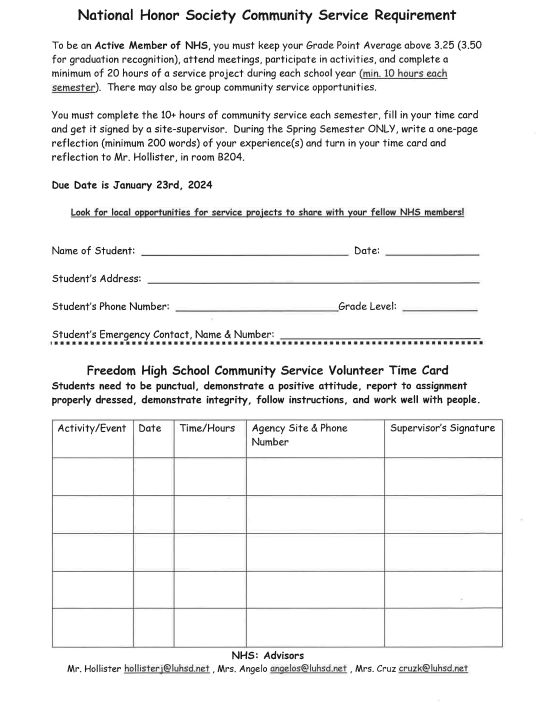 National Honor Society Community Service Requirement
To be an Active Member of NHS, you must keep your Grade Point Average above 3.25 (3.50
for graduation recognition), attend meetings, participate in activities, and complete a
minimum of 20 hours of a service project during each school year (min. 10 hours each
semester). There may also be group community service opportunities.
You must complete the 10+ hours of community service each semester, fill in your time card
and get it signed by a site-supervisor. During the Spring Semester ONLY, write a one-page
reflection (minimum 200 words) of your experience(s) and turn in your time card and
reflection to Mr. Hollister, in room B204.
Due Date is January 23rd, 2024
Look for local opportunities for service projects to share with your fellow NHS members!
Name of Student: Date:
Student's Address:
Student's Phone Number: Grade Level:
Student's Emergency Contact, Name & Number:
Freedom High School Community Service Volunteer Time Card
Students need to be punctual, demonstrate a positive attitude, report to assignment
properly dressed, demonstrate integrity, follow instructions, and work well with people.
Activity/Event Date Time/Hours Agency Site & Phone Supervisor's Signature
Number
NHS: Advisors
Mr. Hollister hollisterj@luhsd.net , Mrs. Angelo angelos@luhsd.net , Mrs. Cruz cruzk@luhsd.net